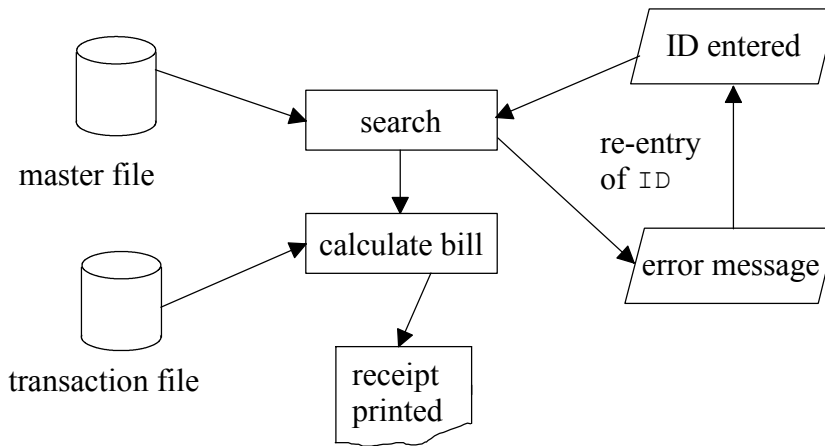 ID entered
search
re-entry
of ID
master file
calculate bill
error message
transaction file
receipt
printed